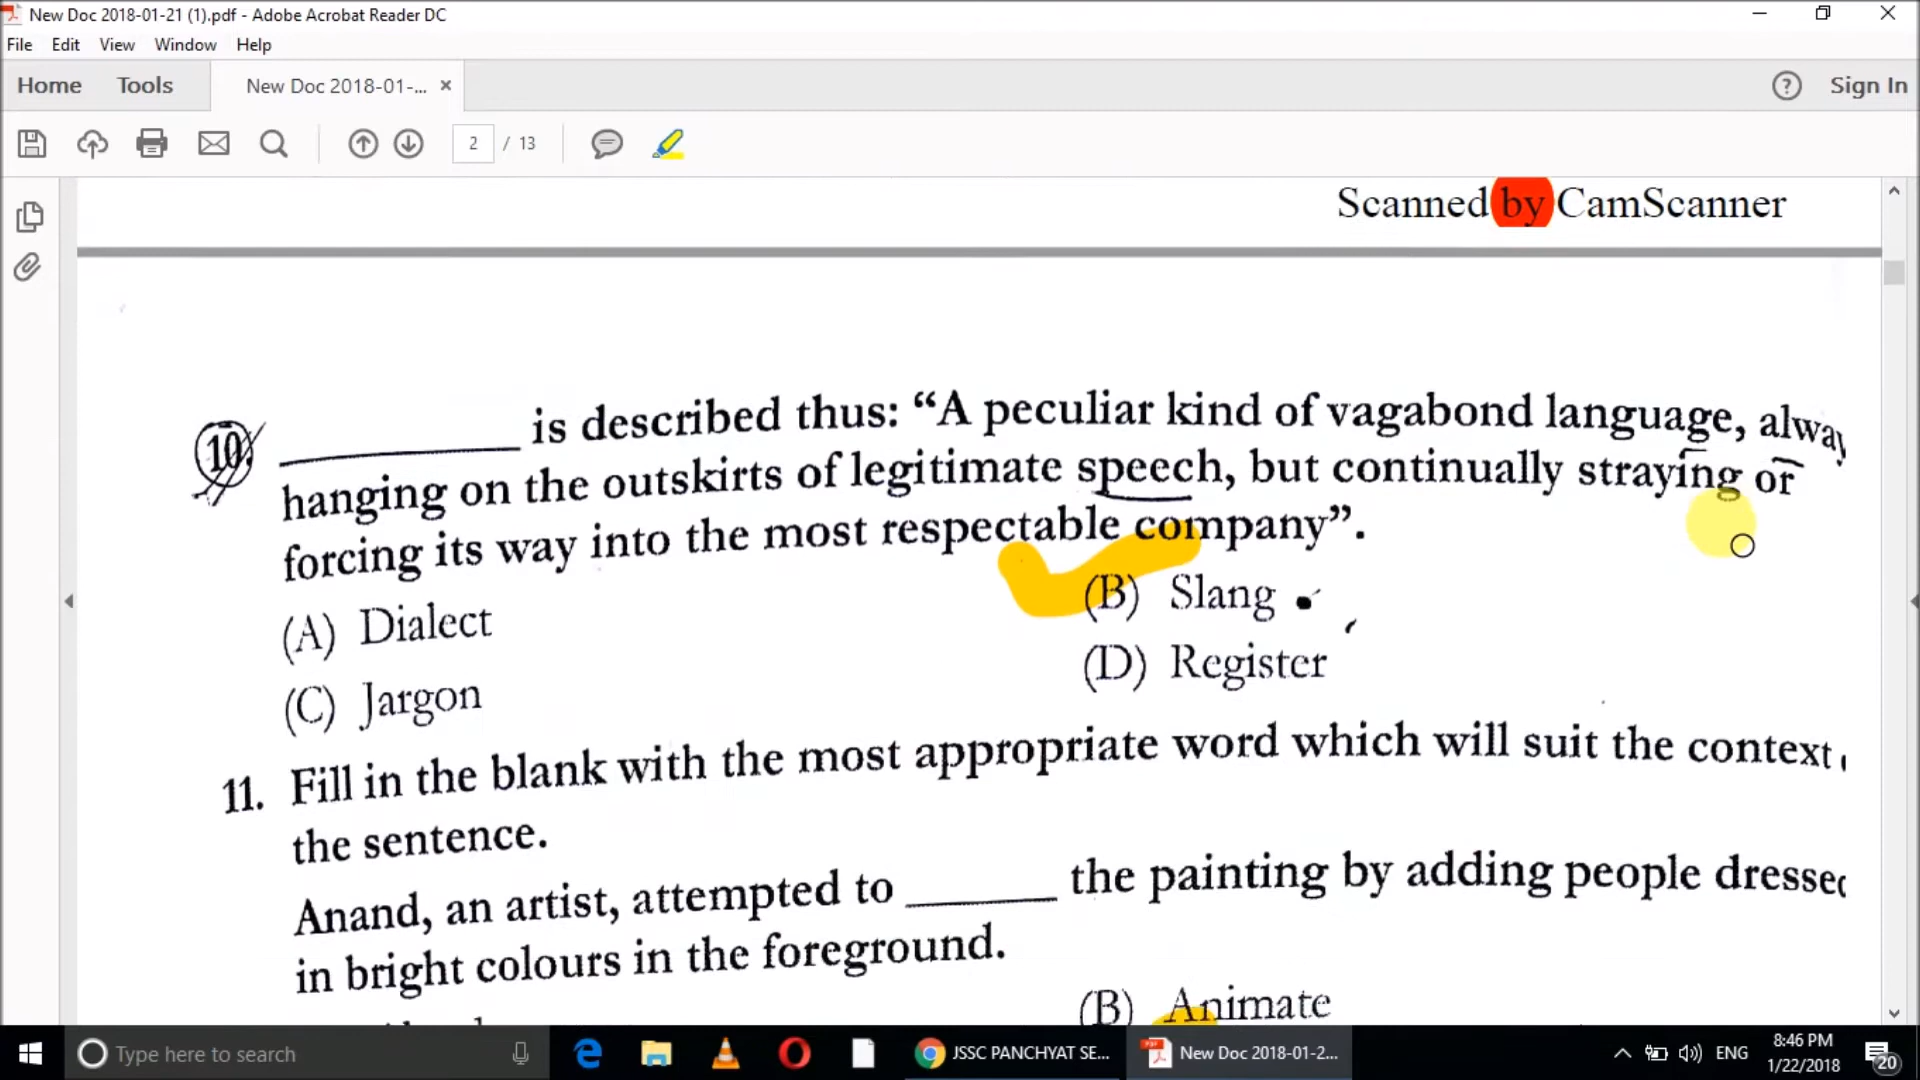 New Doc 2018-01-21 (1).pdf - Adobe Acrobat Reader DC
File Edit View Window Help
Home Tools New Doc 2018-01-... × ? Sign In
2 / 13
Scanned by CamScanner
10. ________ is described thus: “A peculiar kind of vagabond language, alway
hanging on the outskirts of legitimate speech, but continually straying or
forcing its way into the most respectable company”.
(A) Dialect (B) Slang
(C) Jargon (D) Register
11. Fill in the blank with the most appropriate word which will suit the context
the sentence.
Anand, an artist, attempted to ______ the painting by adding people dressed
in bright colours in the foreground.
(B) Animate
Type here to search JSSC PANCHYAT SE... New Doc 2018-01-2... ENG 8:46 PM
1/22/2018 20